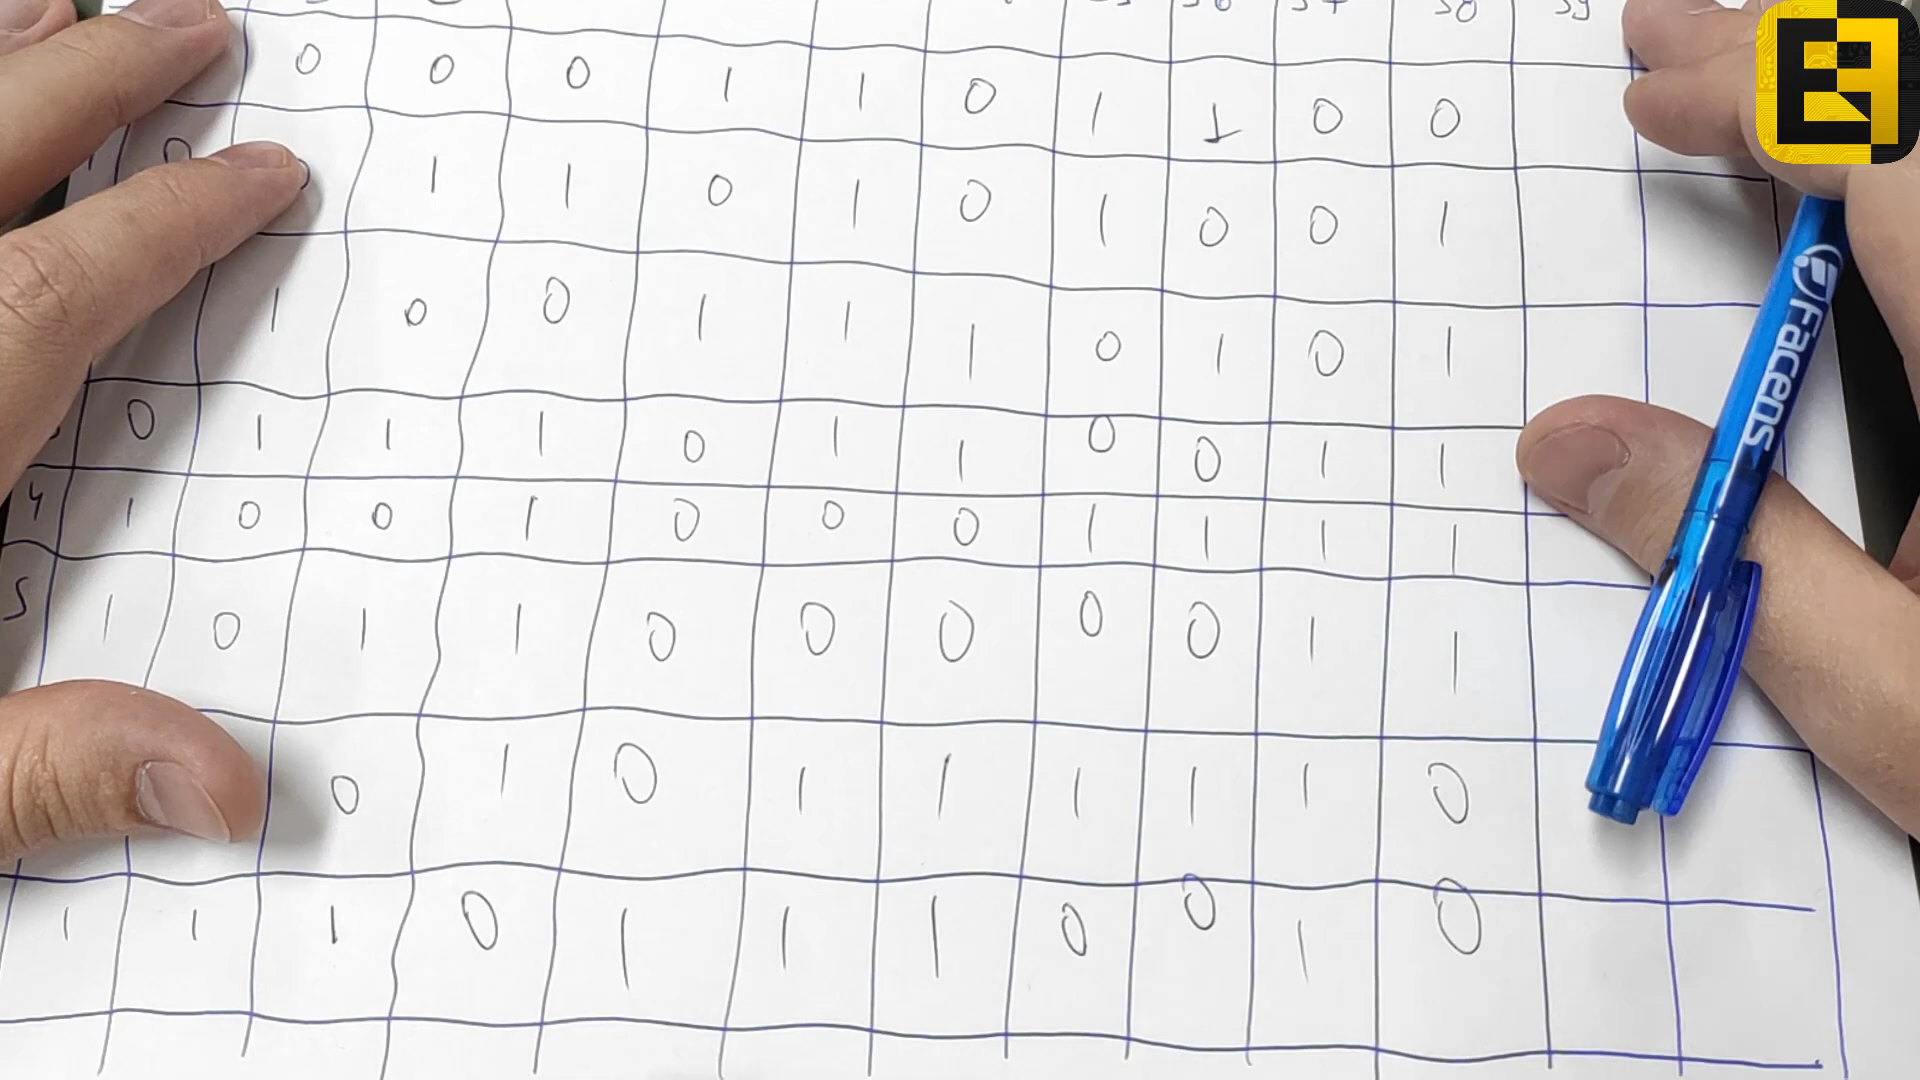 S8 S9
0 0 0 1 1 0 1 1 0 0
0 1 1 0 1 0 1 0 0 1
1 0 0 1 1 1 0 1 0 1
0 1 1 1 0 1 1 0 0 1 1
4 1 0 0 1 0 0 0 1 1 1 1
5 1 0 1 1 0 0 0 0 0 1 1
0 1 0 1 1 1 1 1 0
1 1 1 0 1 1 1 0 0 1 0
Facens